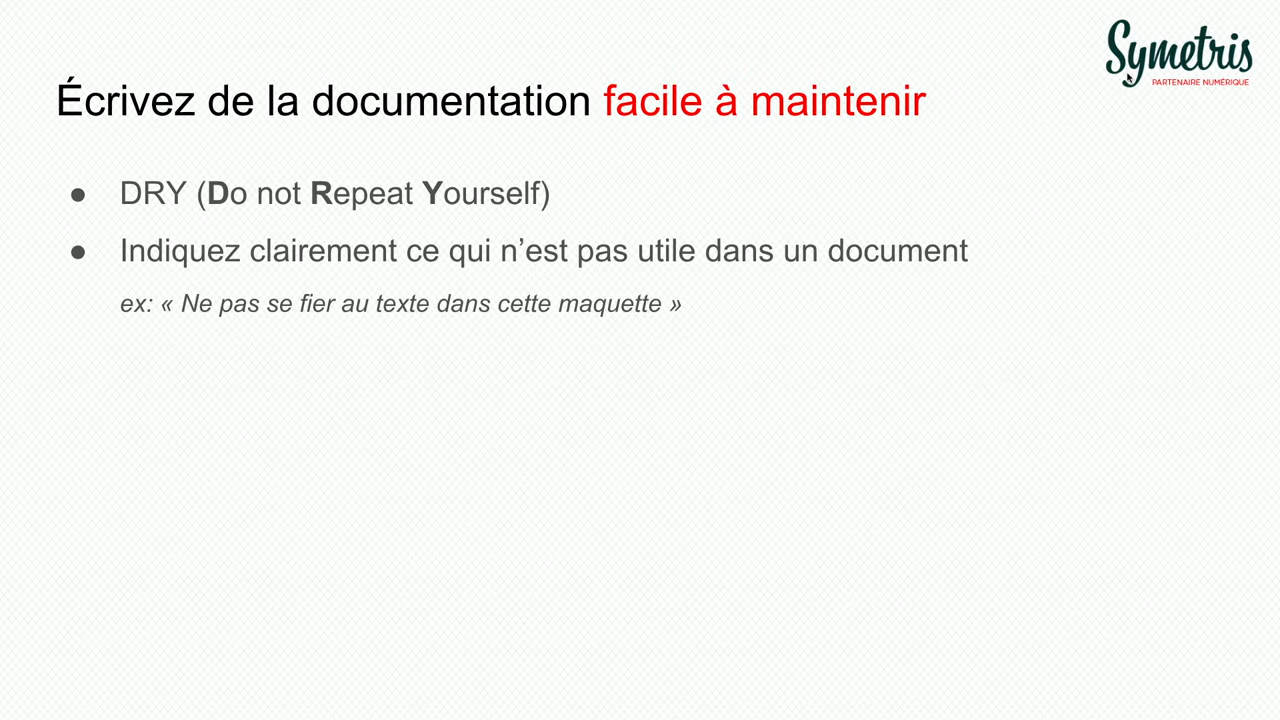 Symetris
PARTENAIRE NUMÉRIQUE
Écrivez de la documentation facile à maintenir
● DRY (Do not Repeat Yourself)
● Indiquez clairement ce qui n’est pas utile dans un document
ex: « Ne pas se fier au texte dans cette maquette »